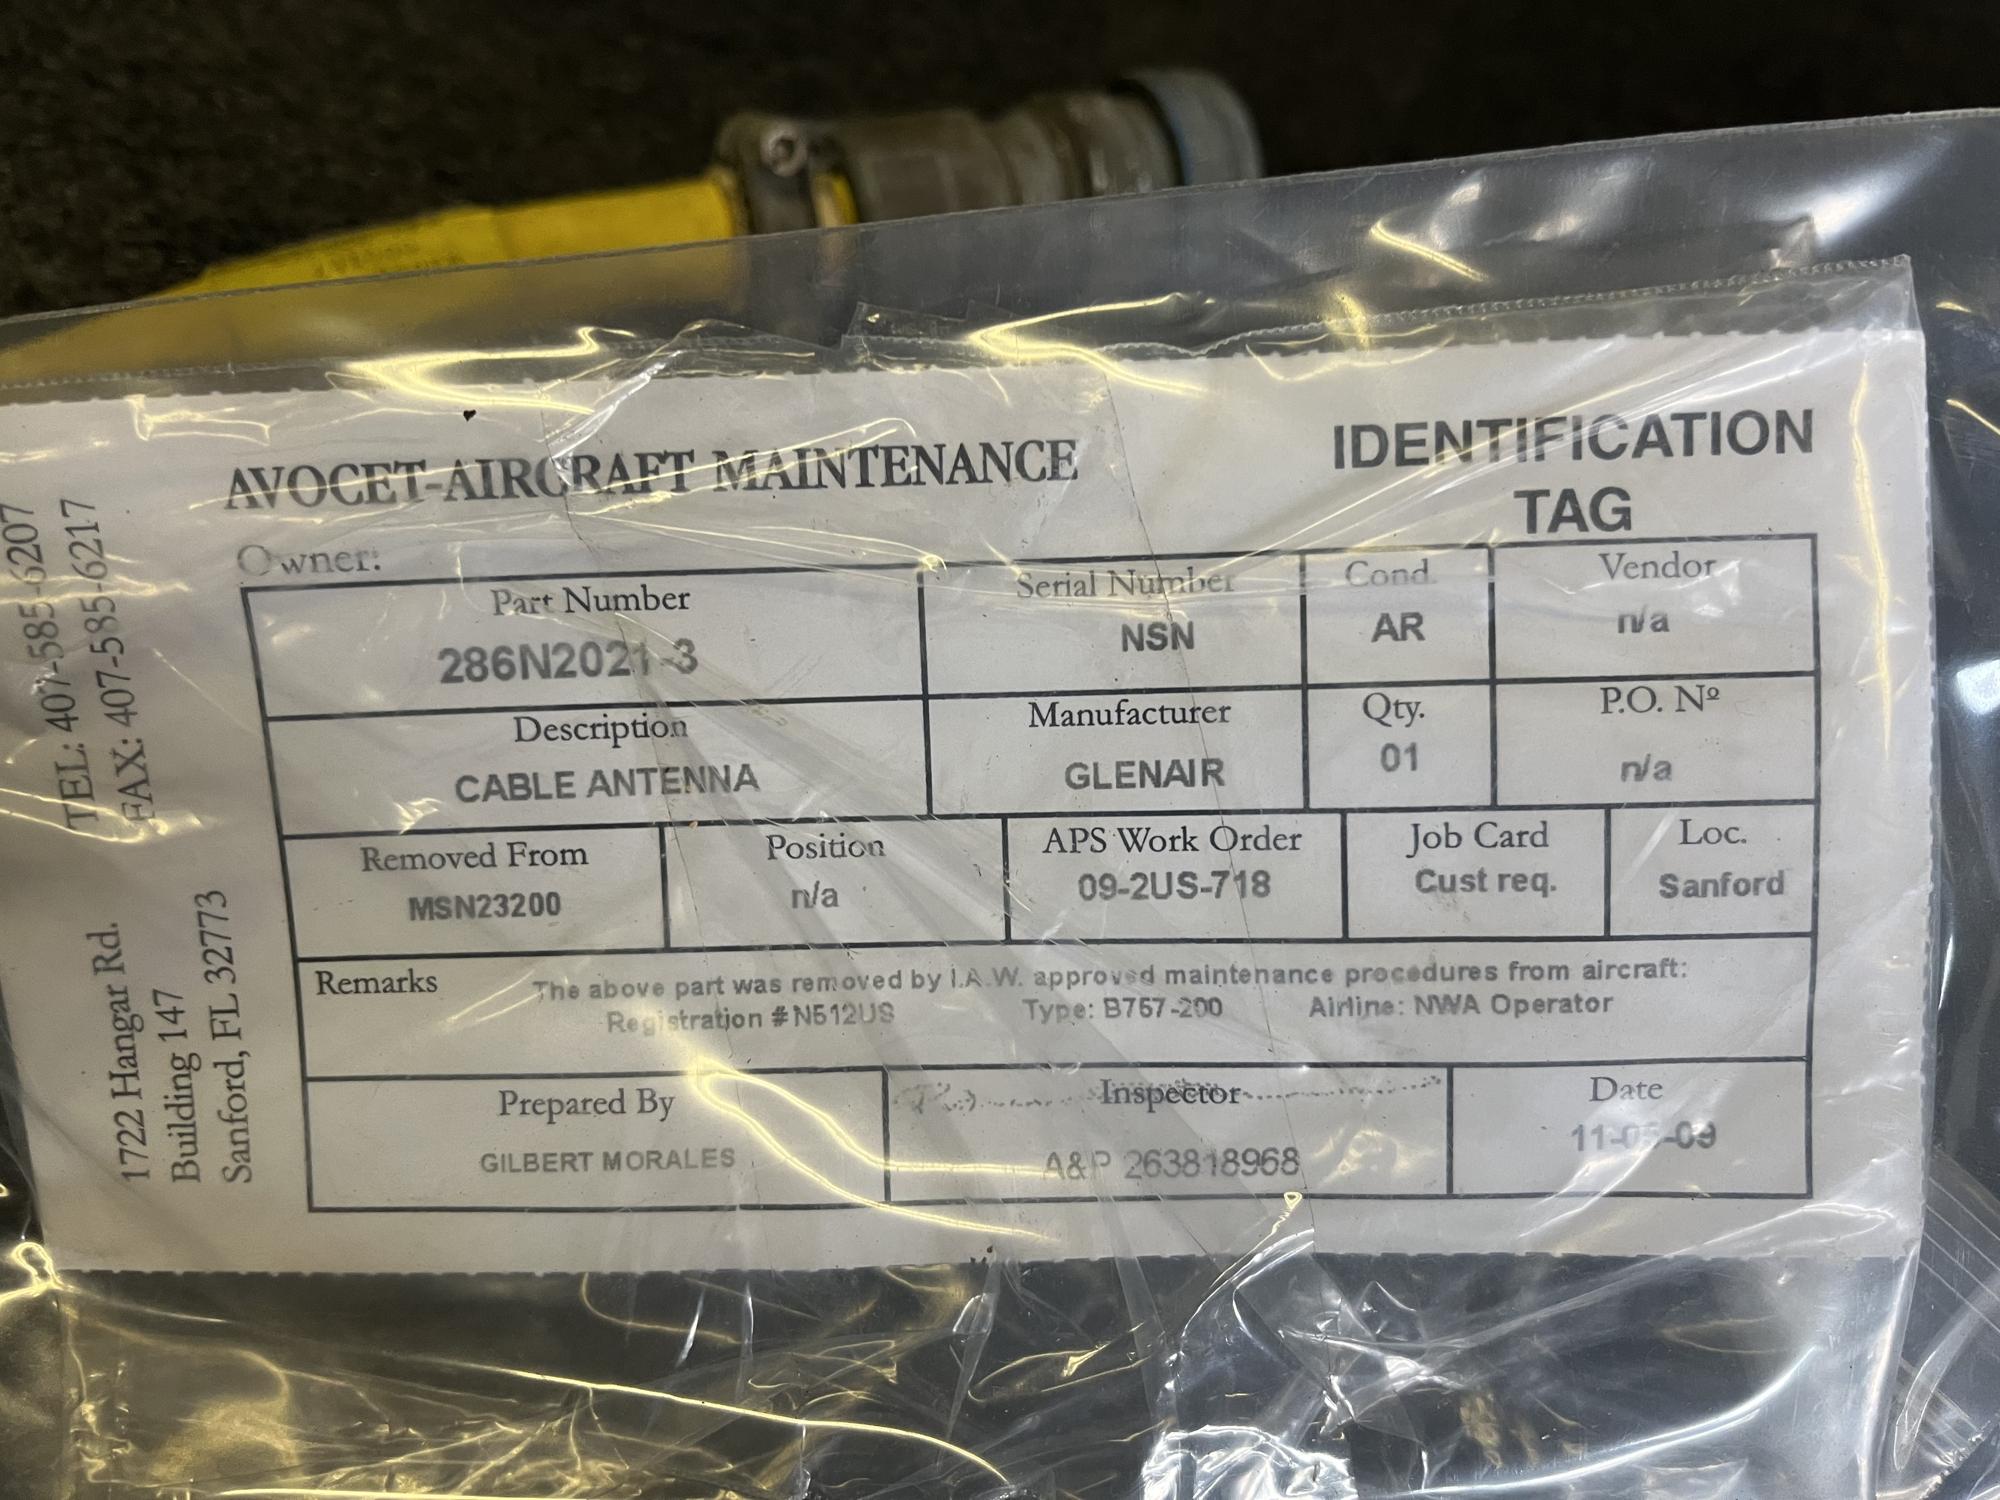 AVOCET-AIRCRAFT MAINTENANCE
IDENTIFICATION
TAG
TEL: 407-585-6207
FAX: 407-585-6217
1722 Hangar Rd.
Building 147
Sanford, FL 32773
Owner:
Part Number
286N2021-3
Serial Number
NSN
Cond.
AR
Vendor
n/a
Description
CABLE ANTENNA
Manufacturer
GLENAIR
Qty.
01
P.O. Nº
n/a
Removed From
MSN23200
Position
n/a
APS Work Order
09-2US-718
Job Card
Cust req.
Loc.
Sanford
Remarks
The above part was removed by I.A.W. approved maintenance procedures from aircraft:
Registration # N512US Type: B757-200 Airline: NWA Operator
Prepared By
GILBERT MORALES
Inspector
A&P 263818968
Date